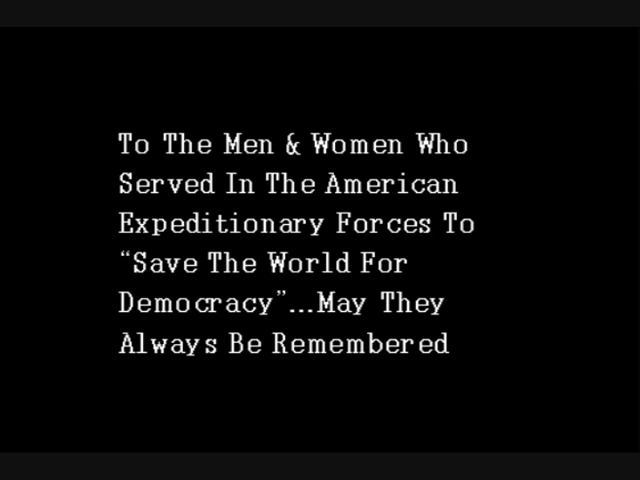 To The Men & Women Who
Served In The American
Expeditionary Forces To
“Save The World For
Democracy”...May They
Always Be Remembered